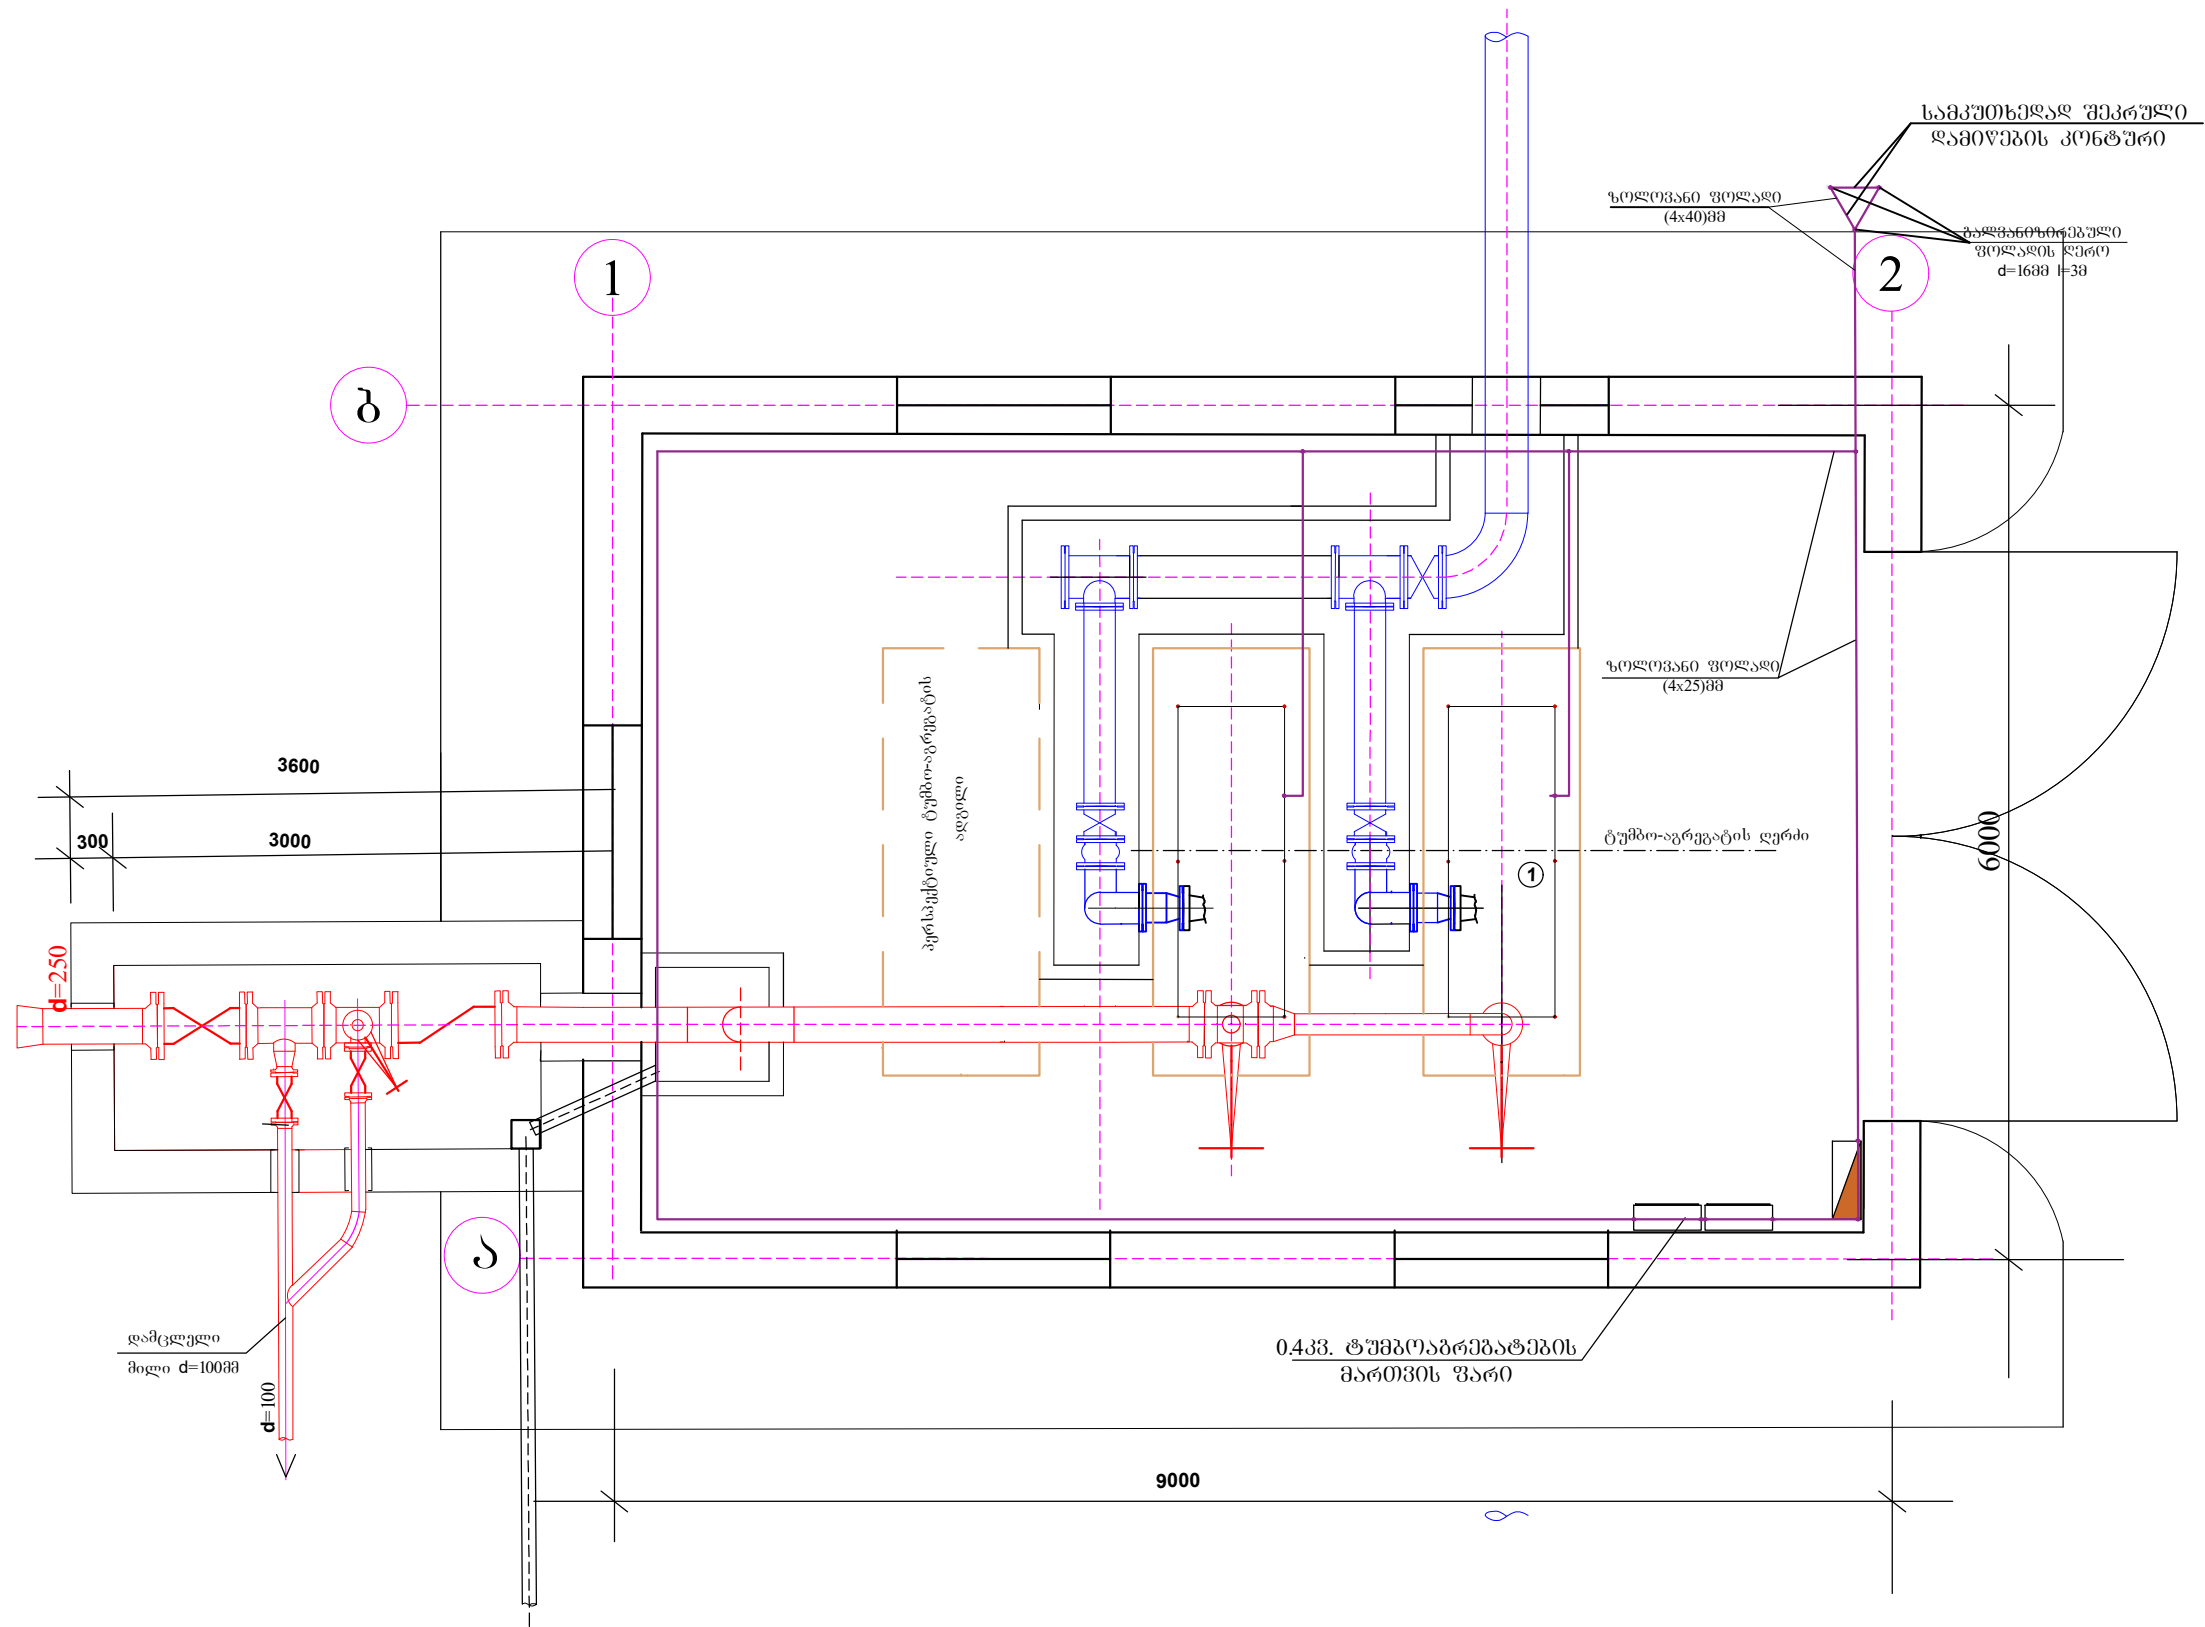 სამკუთხედად შეკრული
დამიწების კონტური
ზოლოვანი ფოლადი
(4x40)მმ
გალვანიზირებული
ფოლადის ღერო
d=16მმ l=3მ
1
2
ბ
3600
300
3000
პერსპექტიული ტუმბო-აგრეგატის
ადგილი
ზოლოვანი ფოლადი
(4x25)მმ
ტუმბო-აგრეგატის ღერძი
1
6000
d=250
ა
დამცლელი
მილი d=100მმ
d=100
0.4კვ. ტუმბოაგრეგატების
მართვის ფარი
9000